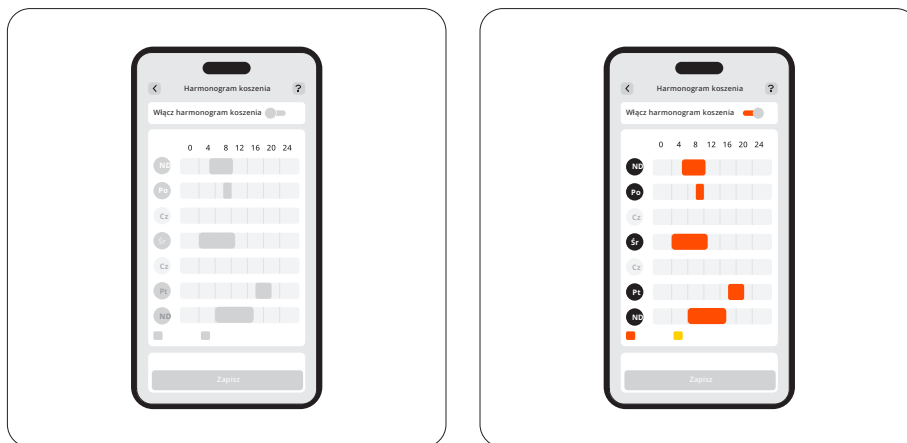 Harmonogram koszenia ?
Włącz harmonogram koszenia
0 4 8 12 16 20 24
ND
Po
Cz
Śr
Cz
Pt
ND
Zapisz
Harmonogram koszenia ?
Włącz harmonogram koszenia
0 4 8 12 16 20 24
ND
Po
Cz
Śr
Cz
Pt
ND
Zapisz